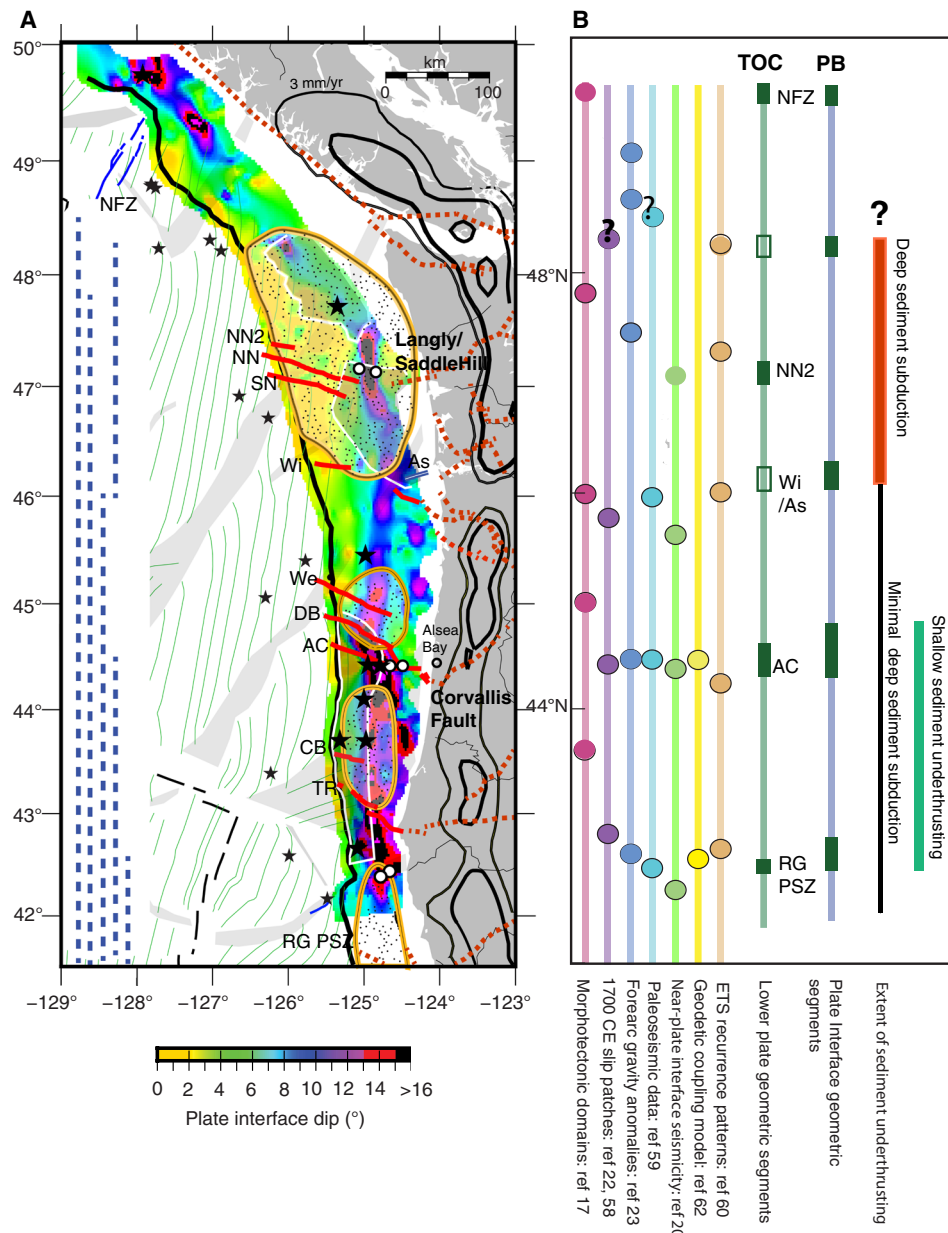 A
B
50°
49°
48°
47°
46°
45°
44°
43°
42°
km
0
100
3 mm/yr
NFZ
NN2
NN
SN
Langly/
SaddleHill
Wi
As
We
DB
AC
Alsea
Bay
Corvallis
Fault
CB
TR
RG PSZ
−129°
−128°
−127°
−126°
−125°
−124°
−123°
0
2
4
6
8
10
12
14
>16
Plate interface dip (°)
TOC
PB
NFZ
?
?
?
48°N
NN2
Wi
/As
AC
44°N
RG
PSZ
Deep sediment subduction
Minimal deep sediment subduction
Shallow sediment underthrusting
Morphotectonic domains: ref 17
1700 CE slip patches: ref 22, 58
Forearc gravity anomalies: ref 23
Paleoseismic data: ref 59
Near-plate interface seismicity: ref
Geodetic coupling model: ref 62
ETS recurrence patterns: ref 60
Lower plate geometric segments
Plate Interface geometric
segments
Extent of sediment underthrusting